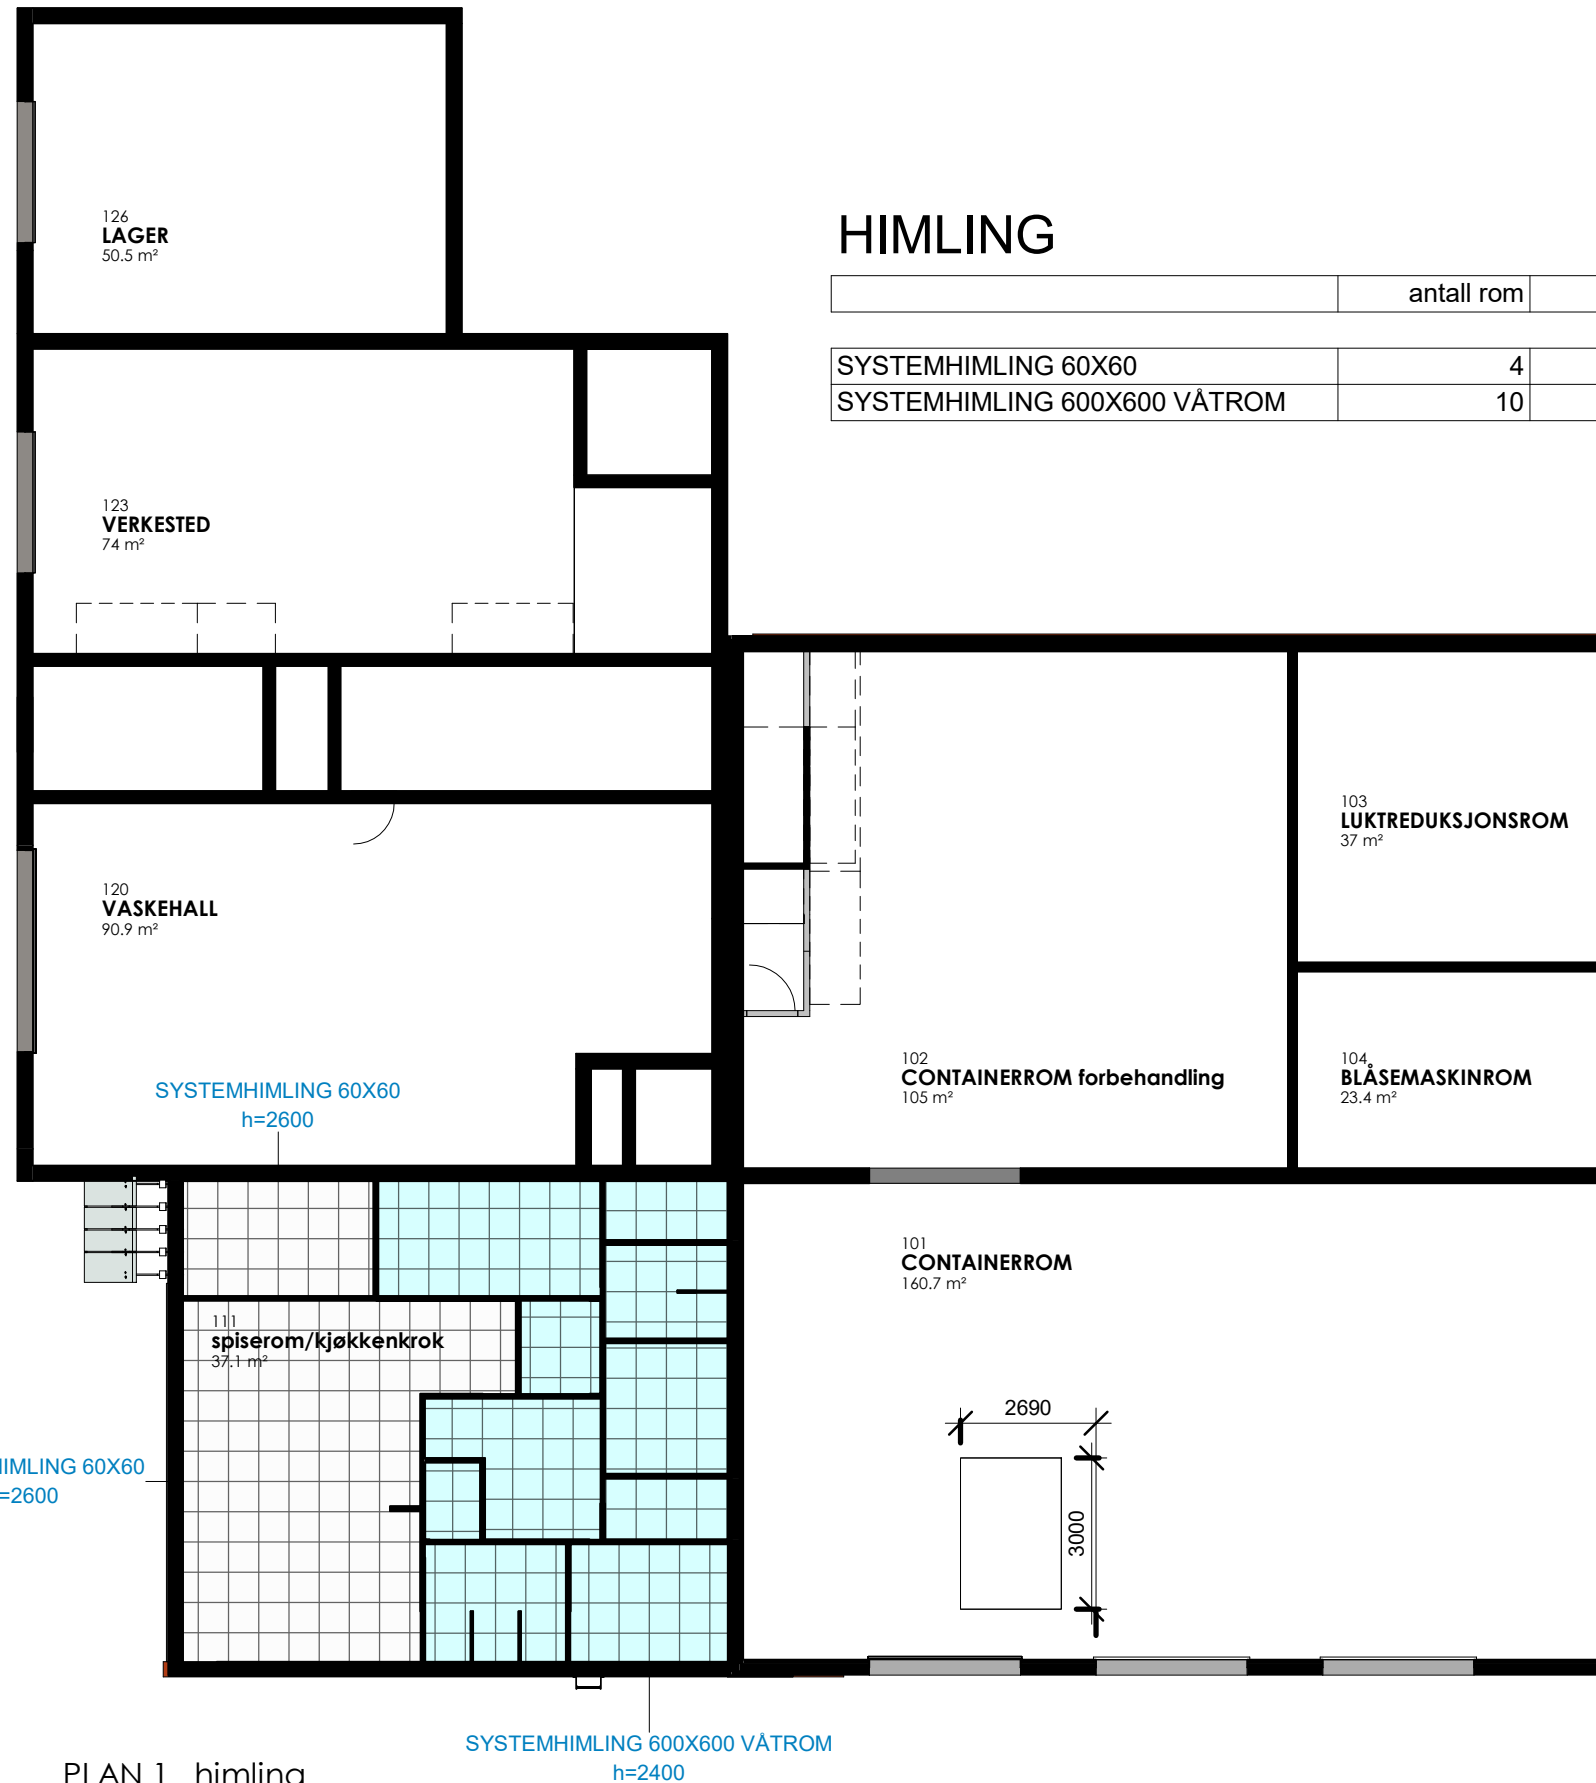 126
LAGER
50.5 m²
HIMLING
antall rom
SYSTEMHIMLING 60X60 4
SYSTEMHIMLING 600X600 VÅTROM 10
123
VERKESTED
74 m²
103
LUKTREDUKSJONSROM
37 m²
120
VASKEHALL
90.9 m²
102
CONTAINERROM forbehandling
105 m²
104
BLÅSEMASKINROM
23.4 m²
SYSTEMHIMLING 60X60
h=2600
101
CONTAINERROM
160.7 m²
111
spiserom/kjøkkenkrok
37.1 m²
2690
3000
IMLING 60X60
=2600
SYSTEMHIMLING 600X600 VÅTROM
h=2400
PLAN 1 himling